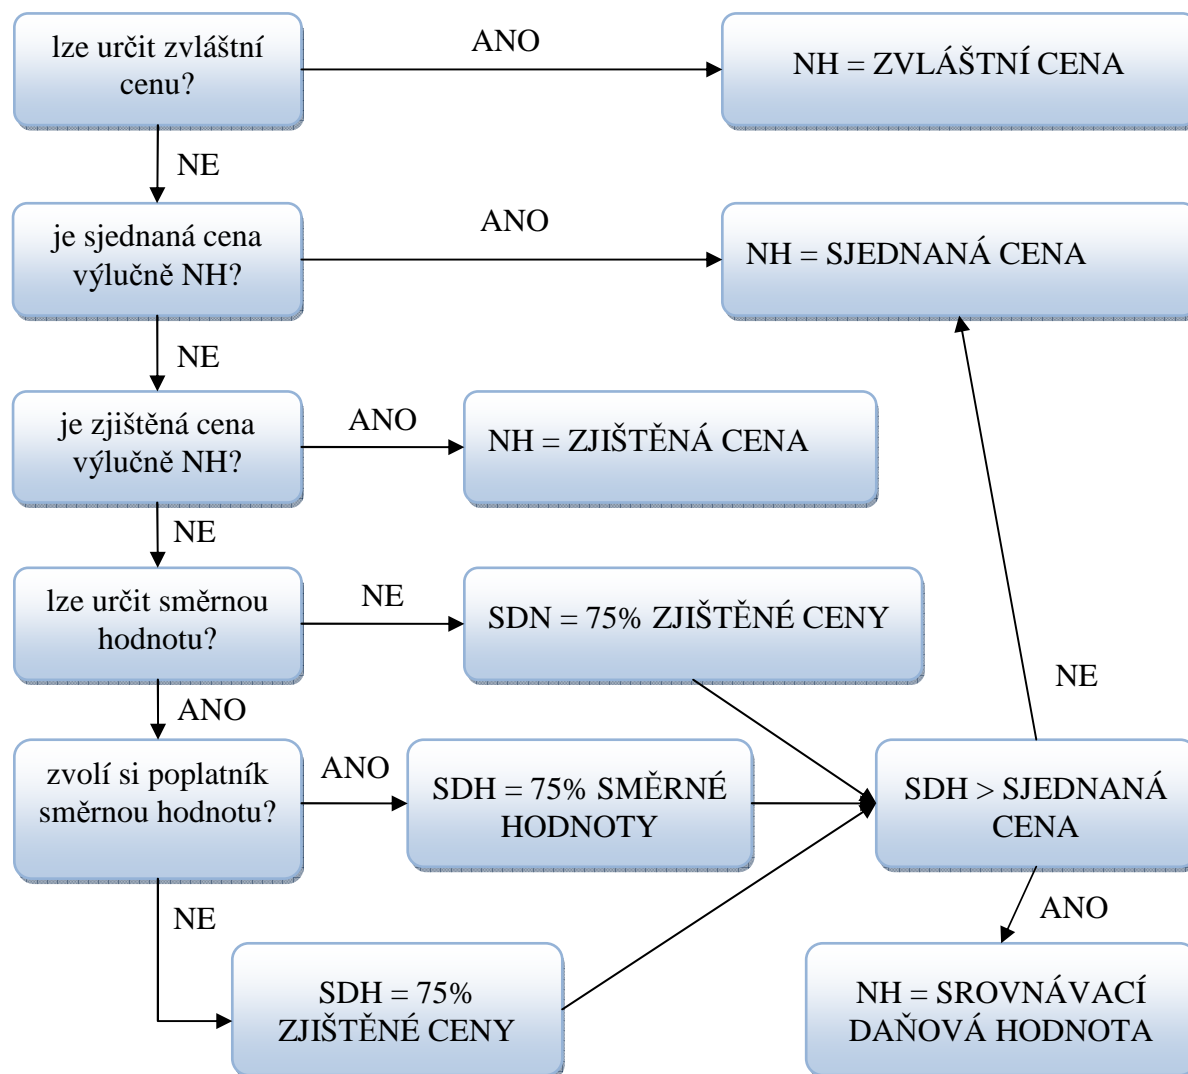 lze určit zvláštní
cenu?
ANO
NH = ZVLÁŠTNÍ CENA
NE
je sjednaná cena
výlučně NH?
ANO
NH = SJEDNANÁ CENA
NE
je zjištěná cena
výlučně NH?
ANO
NH = ZJIŠTĚNÁ CENA
NE
lze určit směrnou
hodnotu?
NE
SDN = 75% ZJIŠTĚNÉ CENY
NE
ANO
zvolí si poplatník
směrnou hodnotu?
ANO
SDH = 75% SMĚRNÉ
HODNOTY
SDH > SJEDNANÁ
CENA
NE
ANO
SDH = 75%
ZJIŠTĚNÉ CENY
NH = SROVNÁVACÍ
DAŇOVÁ HODNOTA